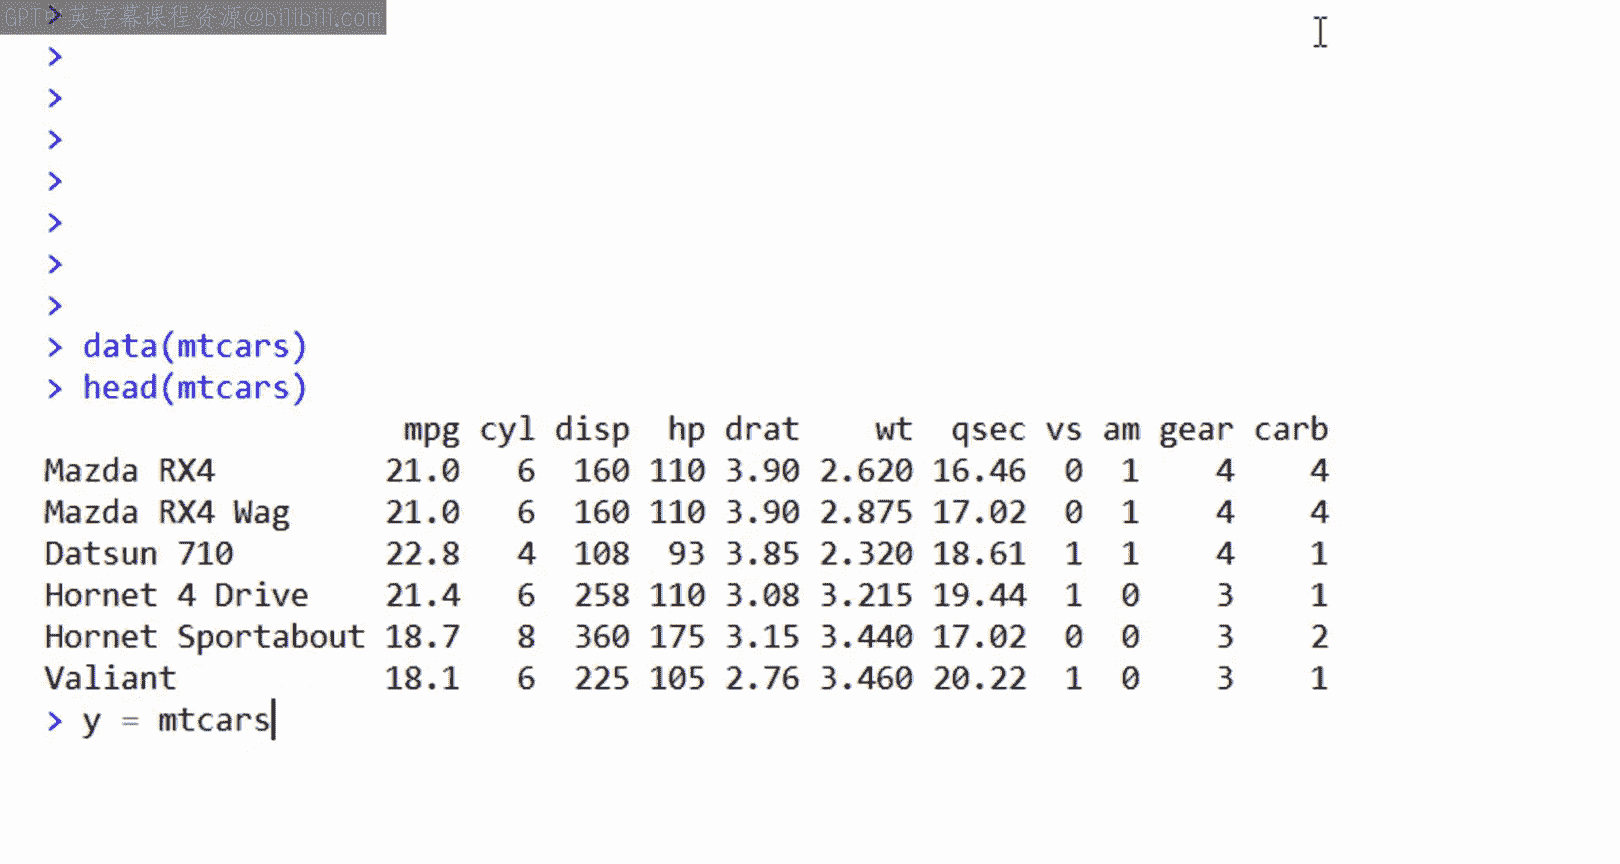 GPT中英字幕课程资源@bilibili.com
>
>
>
>
>
>
>
>
> data(mtcars)
> head(mtcars)
mpg cyl disp hp drat wt qsec vs am gear carb
Mazda RX4 21.0 6 160 110 3.90 2.620 16.46 0 1 4 4
Mazda RX4 Wag 21.0 6 160 110 3.90 2.875 17.02 0 1 4 4
Datsun 710 22.8 4 108 93 3.85 2.320 18.61 1 1 4 1
Hornet 4 Drive 21.4 6 258 110 3.08 3.215 19.44 1 0 3 1
Hornet Sportabout 18.7 8 360 175 3.15 3.440 17.02 0 0 3 2
Valiant 18.1 6 225 105 2.76 3.460 20.22 1 0 3 1
> y = mtcars